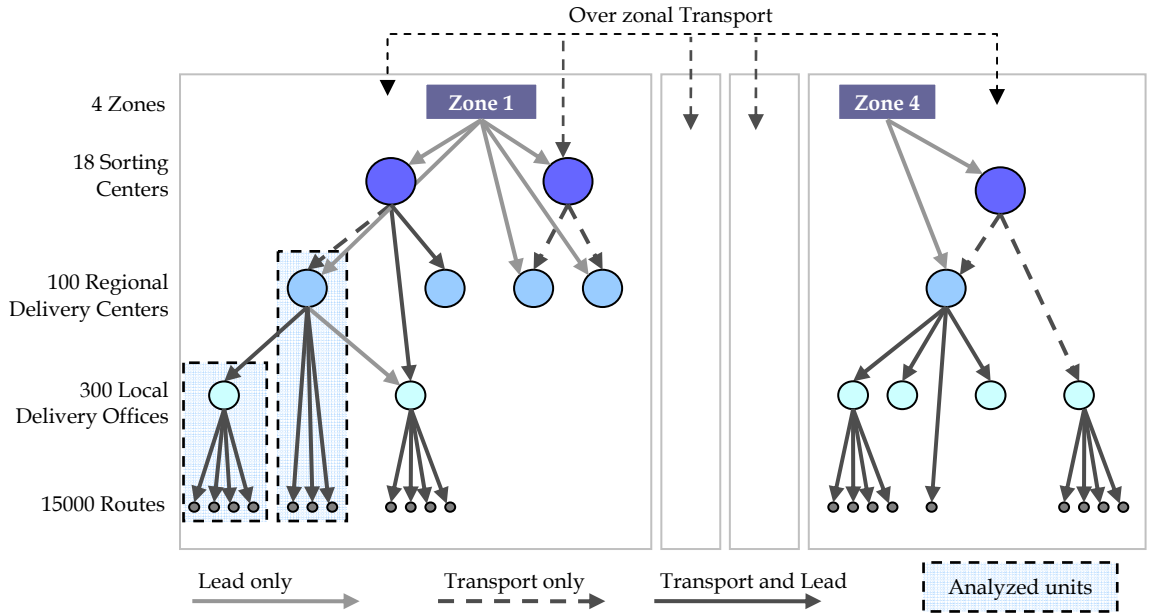 Over zonal Transport
4 Zones
Zone 1
Zone 4
18 Sorting
Centers
100 Regional
Delivery Centers
300 Local
Delivery Offices
15000 Routes
Lead only
Transport only
Transport and Lead
Analyzed units